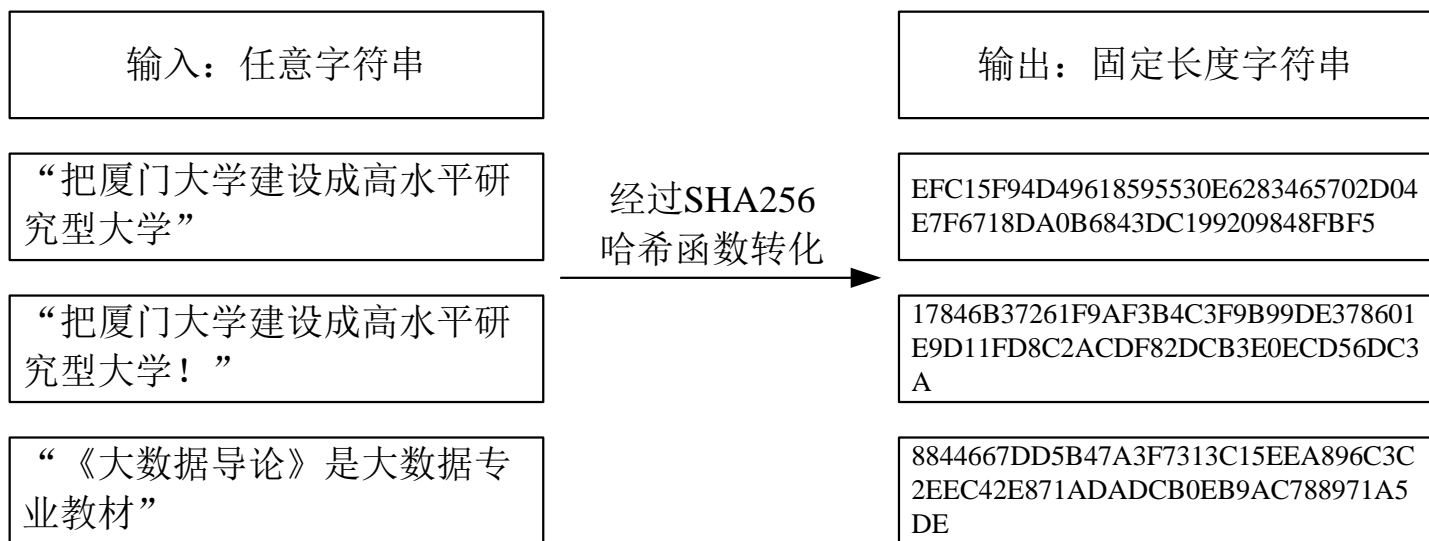 输入：任意字符串
输出：固定长度字符串
“把厦门大学建设成高水平研
究型大学”
经过SHA256
哈希函数转化
EFC15F94D49618595530E6283465702D04
E7F6718DA0B6843DC199209848FBF5
“把厦门大学建设成高水平研
究型大学！”
17846B37261F9AF3B4C3F9B99DE378601
E9D11FD8C2ACDF82DCB3E0ECD56DC3
A
“《大数据导论》是大数据专
业教材”
8844667DD5B47A3F7313C15EEA896C3C
2EEC42E871ADADCB0EB9AC788971A5
DE